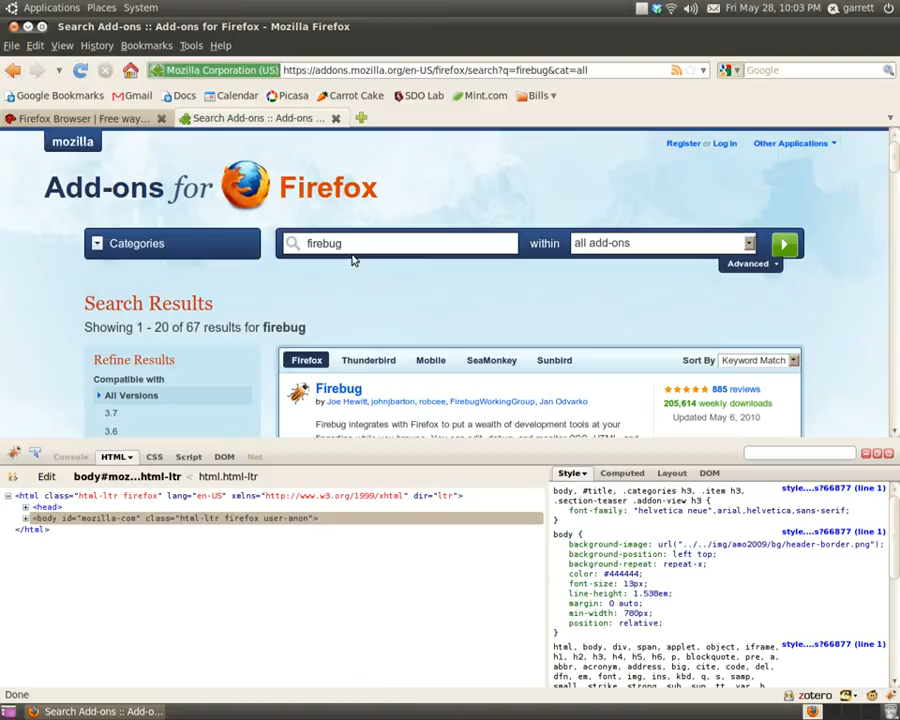 Applications Places System Fri May 28, 10:03 PM garrett
Search Add-ons :: Add-ons for Firefox - Mozilla Firefox
File Edit View History Bookmarks Tools Help
Mozilla Corporation (US) https://addons.mozilla.org/en-US/firefox/search?q=firebug&cat=all Google
Google Bookmarks Gmail Docs Calendar Picasa Carrot Cake SDO Lab Mint.com Bills
Firefox Browser | Free way... Search Add-ons :: Add-ons ...
mozilla Register or Log in Other Applications
Add-ons for Firefox
Categories firebug within all add-ons
Advanced
Search Results
Showing 1 - 20 of 67 results for firebug
Refine Results Firefox Thunderbird Mobile SeaMonkey Sunbird Sort By Keyword Match
Compatible with
All Versions
3.7
3.6
Firebug
by Joe Hewitt, johnjbarton, robcee, FirebugWorkingGroup, Jan Odvarko
Firebug integrates with Firefox to put a wealth of development tools at your
885 reviews
205,614 weekly downloads
Updated May 6, 2010
Console HTML CSS Script DOM Net
Edit body#moz...html-ltr html.html-ltr
<html class="html-ltr firefox" lang="en-US" xmlns="http://www.w3.org/1999/xhtml" dir="ltr">
<head>
<body id="mozilla-com" class="html-ltr firefox user-anon">
</html>
Style Computed Layout DOM
body, #title, .categories h3, .item h3, style....s?66877 (line 1)
.section-teaser .addon-view h3 {
font-family: "helvetica neue",arial,helvetica,sans-serif;
}
body { style....s?66877 (line 1)
background-image: url("../../img/amo2009/bg/header-border.png");
background-position: left top;
background-repeat: repeat-x;
color: #444444;
font-size: 13px;
line-height: 1.538em;
margin: 0 auto;
min-width: 780px;
position: relative;
}
html, body, div, span, applet, object, iframe, style....s?66877 (line 1)
h1, h2, h3, h4, h5, h6, p, blockquote, pre, a,
abbr, acronym, address, big, cite, code, del,
dfn, em, font, img, ins, kbd, q, s, samp,
Done zotero
Search Add-ons :: Add-o...